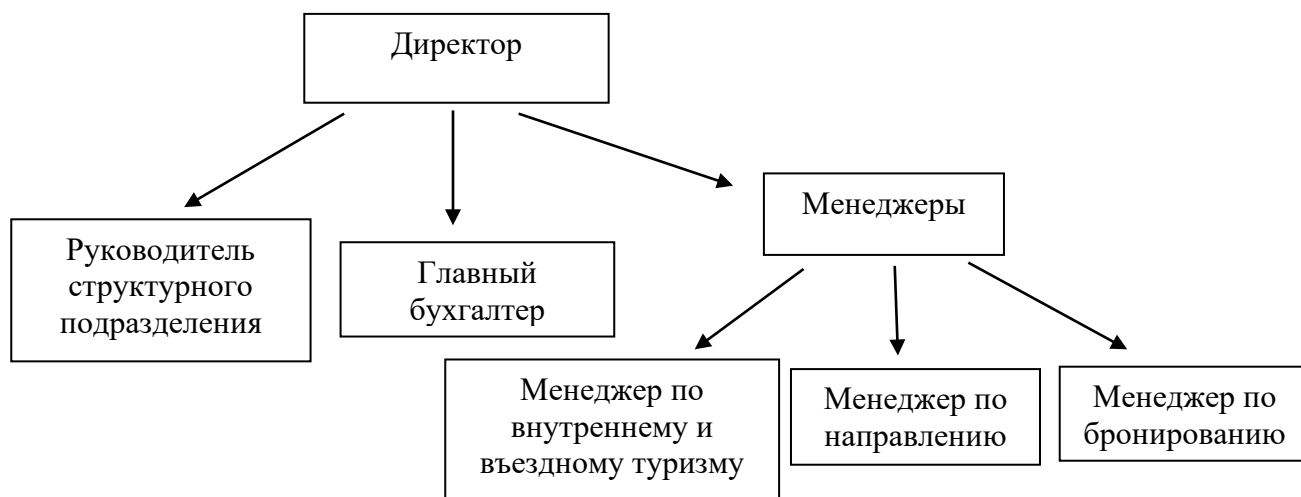 Директор
Менеджеры
Руководитель
структурного
подразделения
Главный
бухгалтер
Менеджер по
внутреннему и
въездному туризму
Менеджер по
направлению
Менеджер по
бронированию